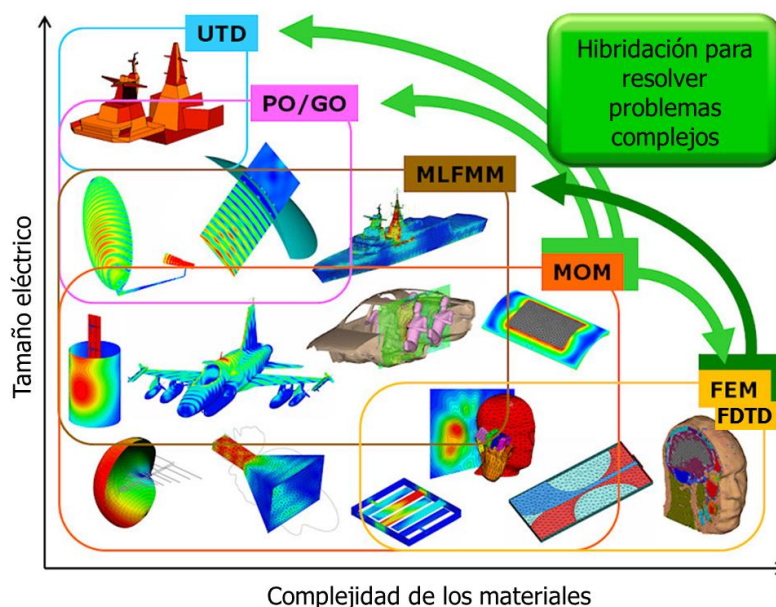 UTD
Hibridación para
resolver
problemas
complejos
PO/GO
MLFMM
MOM
FEM
FDTD
Tamaño eléctrico
Complejidad de los materiales